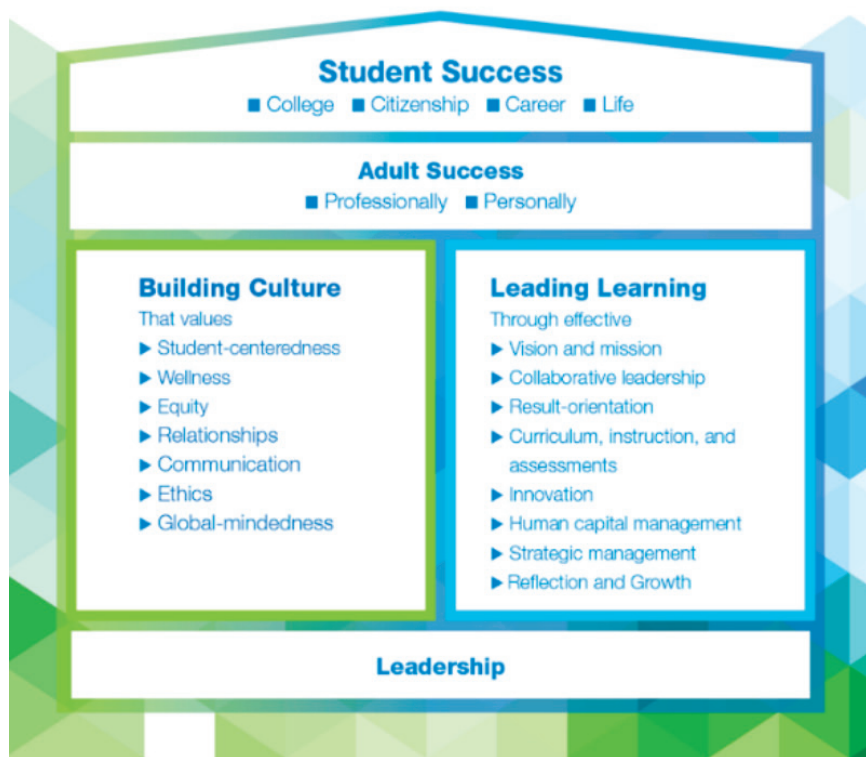 Student Success
■ College ■ Citizenship ■ Career ■ Life
Adult Success
■ Professionally ■ Personally
Building Culture
That values
▶ Student-centeredness
▶ Wellness
▶ Equity
▶ Relationships
▶ Communication
▶ Ethics
▶ Global-mindedness
Leading Learning
Through effective
▶ Vision and mission
▶ Collaborative leadership
▶ Result-orientation
▶ Curriculum, instruction, and
assessments
▶ Innovation
▶ Human capital management
▶ Strategic management
▶ Reflection and Growth
Leadership